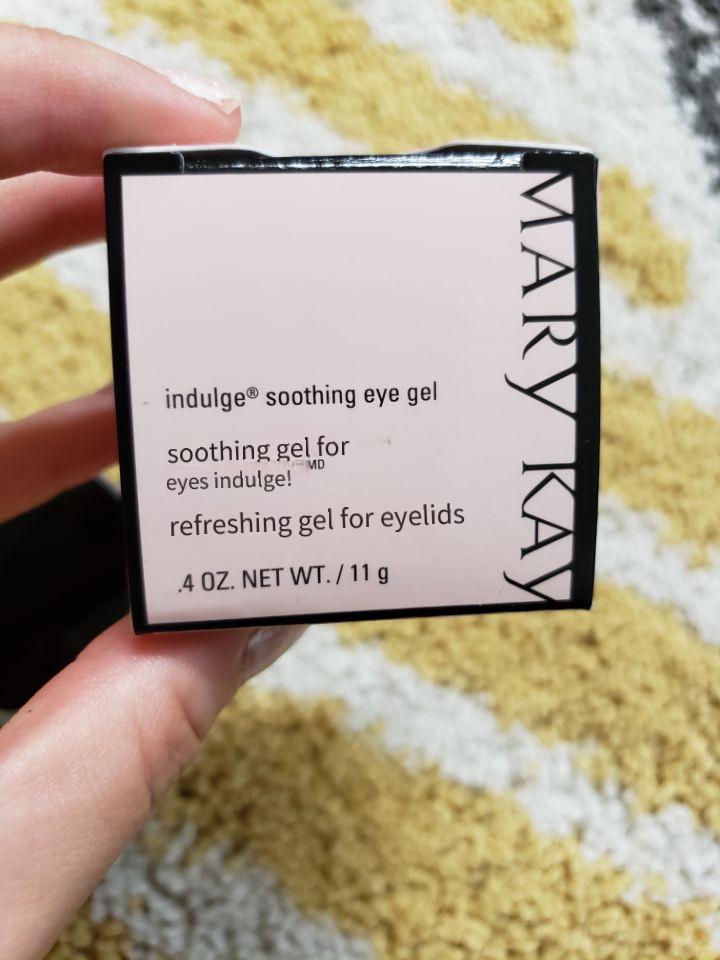 MARY KAY
indulge® soothing eye gel
soothing gel for
eyes indulge! MD
refreshing gel for eyelids
.4 OZ. NET WT. / 11 g